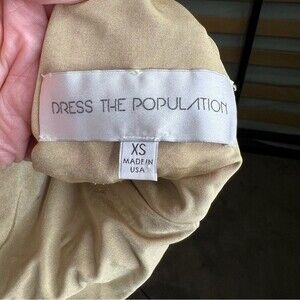 DRESS THE POPULATION
XS
MADE IN
USA